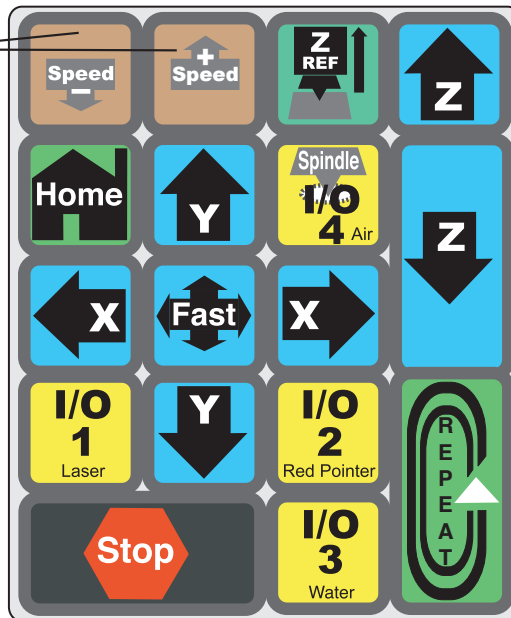 Speed
–
+
Speed
Z
REF
Z
Home
Y
Spindle
I/O
4 Air
Z
X
Fast
X
I/O
1
Laser
Y
I/O
2
Red Pointer
REPEAT
Stop
I/O
3
Water